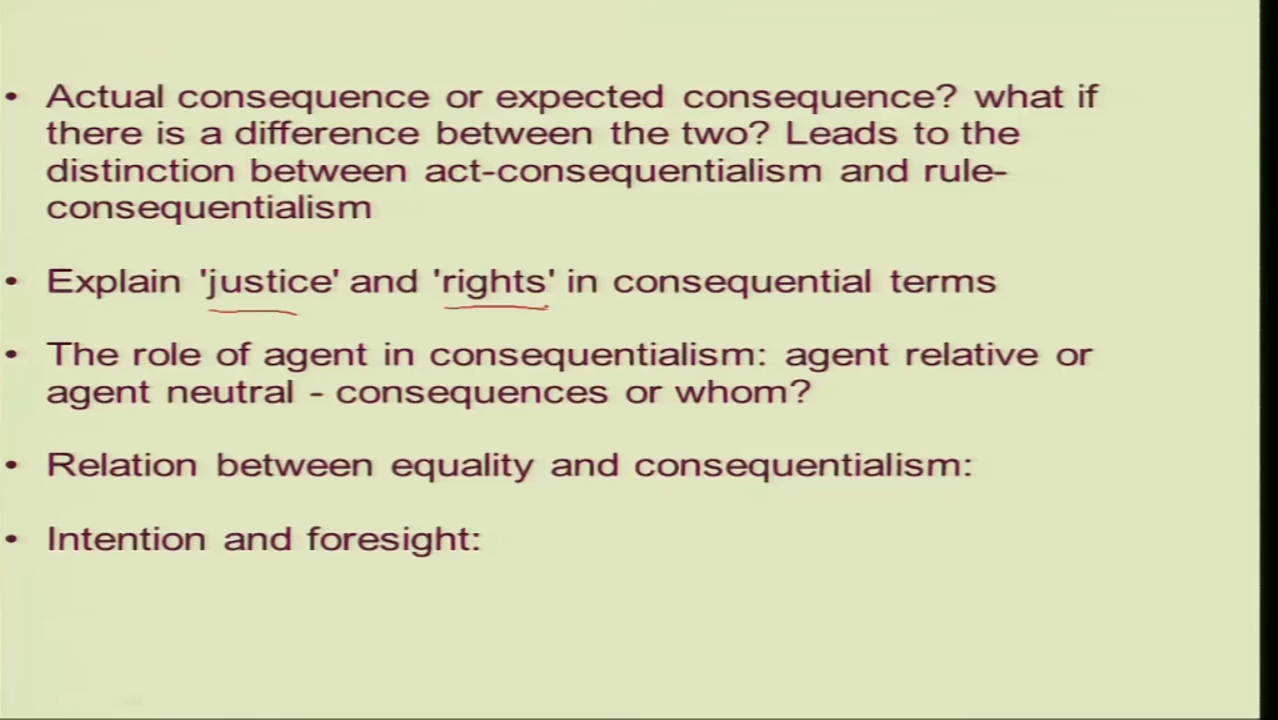 • Actual consequence or expected consequence? what if
there is a difference between the two? Leads to the
distinction between act-consequentialism and rule-
consequentialism
• Explain 'justice' and 'rights' in consequential terms
• The role of agent in consequentialism: agent relative or
agent neutral - consequences or whom?
• Relation between equality and consequentialism:
• Intention and foresight: